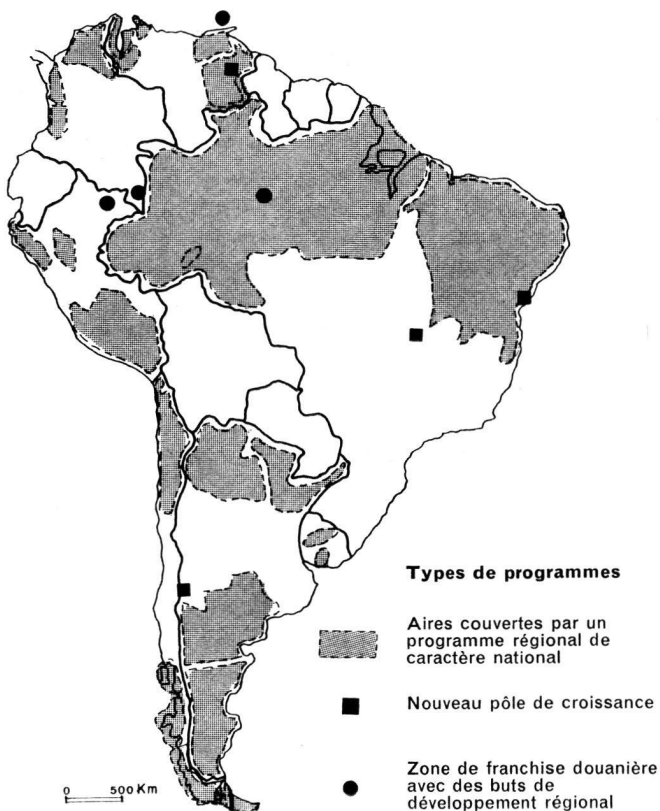 Types de programmes
Aires couvertes par un
programme régional de
caractère national
Nouveau pôle de croissance
Zone de franchise douanière
avec des buts de
développement régional
0 500 Km